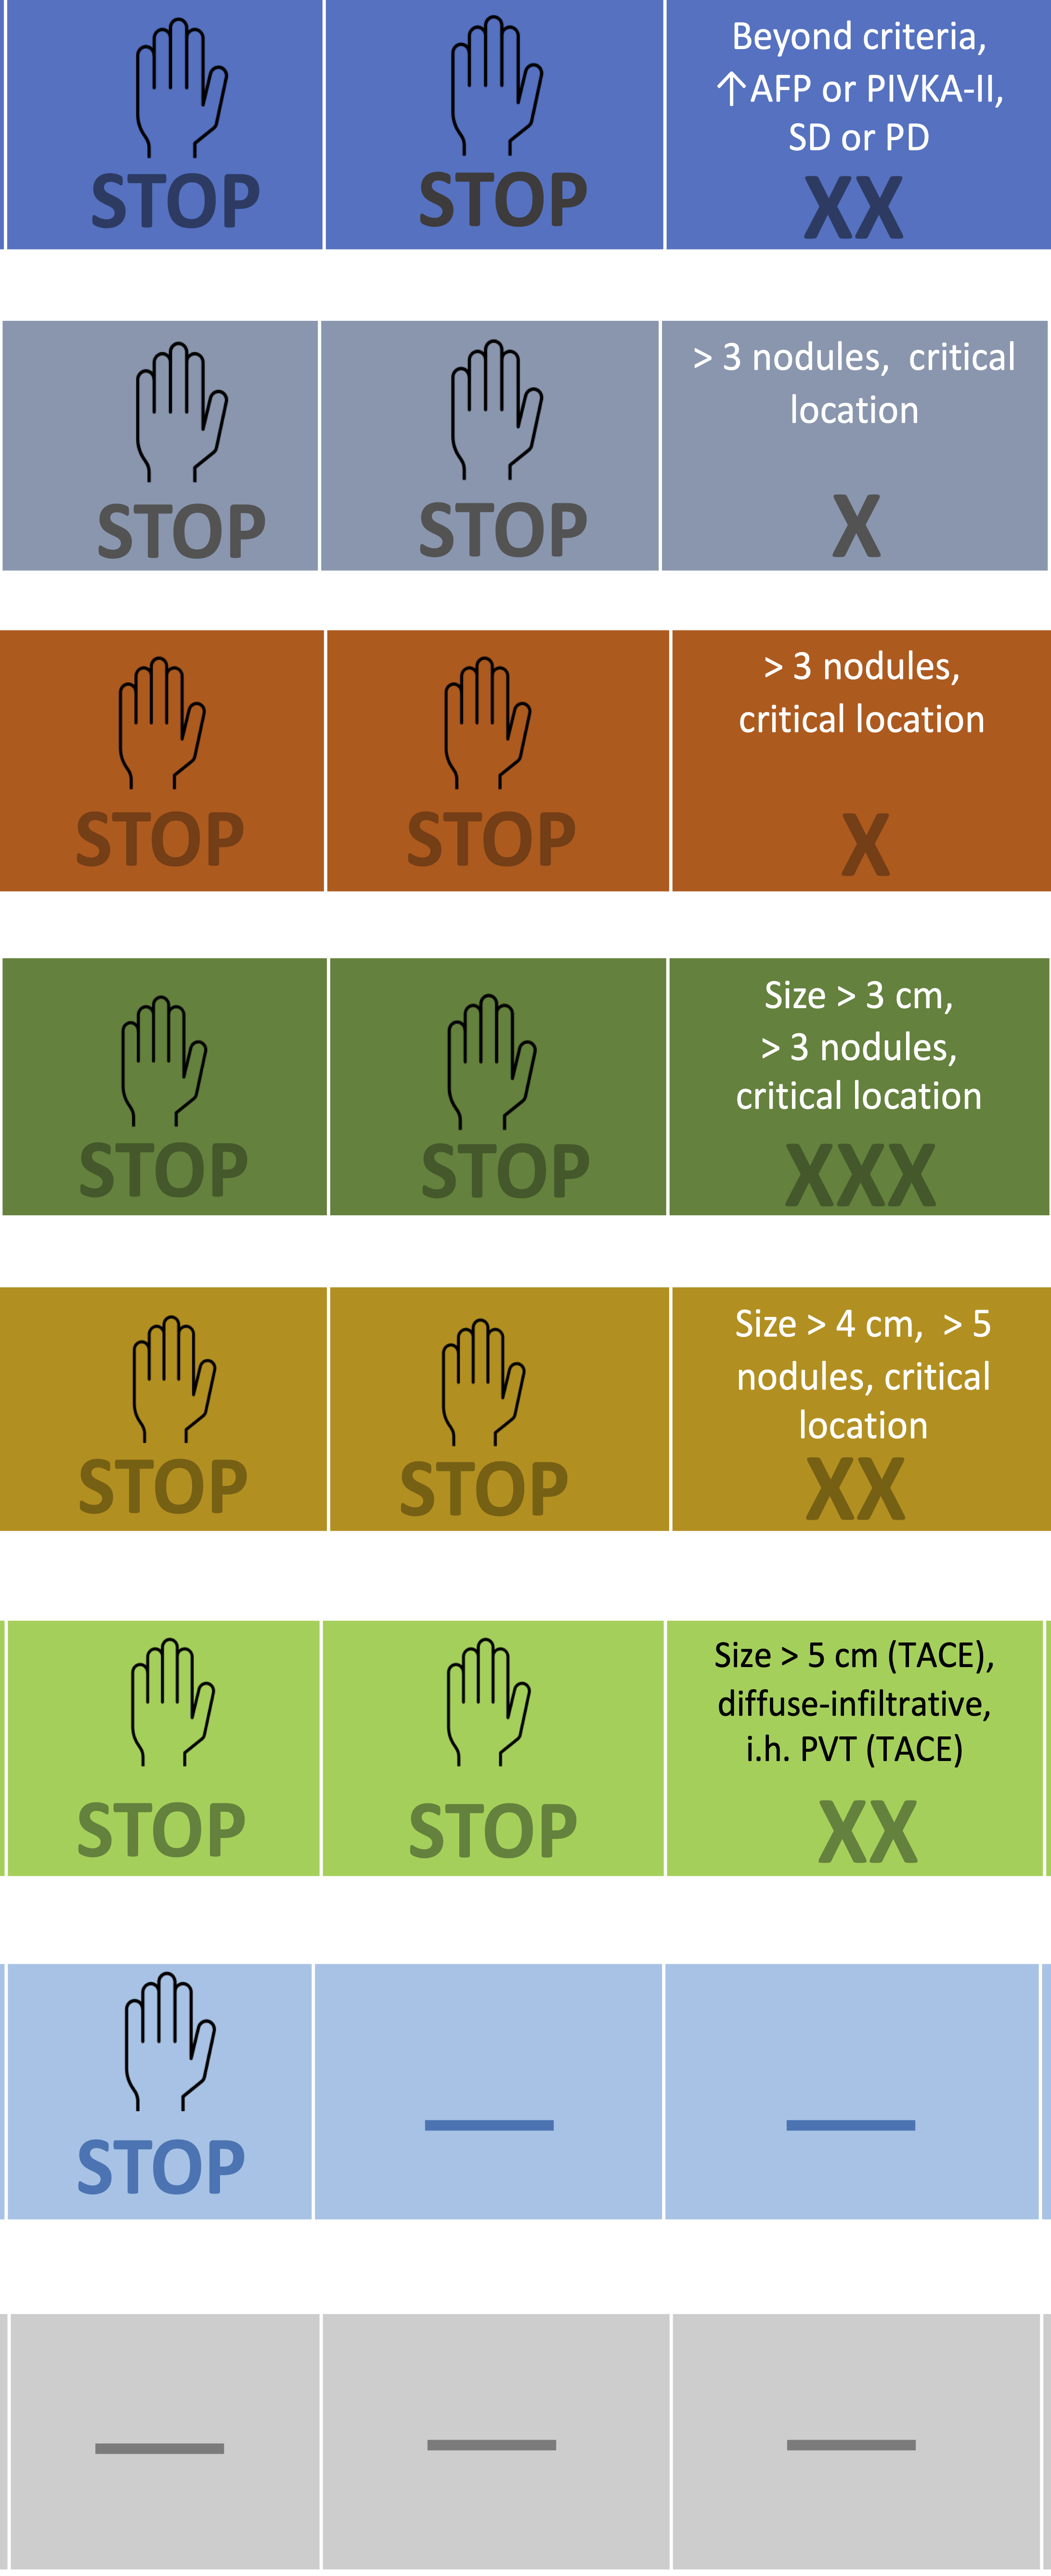 Beyond criteria,
↑AFP or PIVKA-II,
SD or PD
STOP STOP XX
> 3 nodules, critical
location
STOP STOP X
> 3 nodules,
critical location
STOP STOP X
Size > 3 cm,
> 3 nodules,
critical location
STOP STOP XXX
Size > 4 cm, > 5
nodules, critical
location
STOP STOP XX
Size > 5 cm (TACE),
diffuse-infiltrative,
i.h. PVT (TACE)
STOP STOP XX
STOP